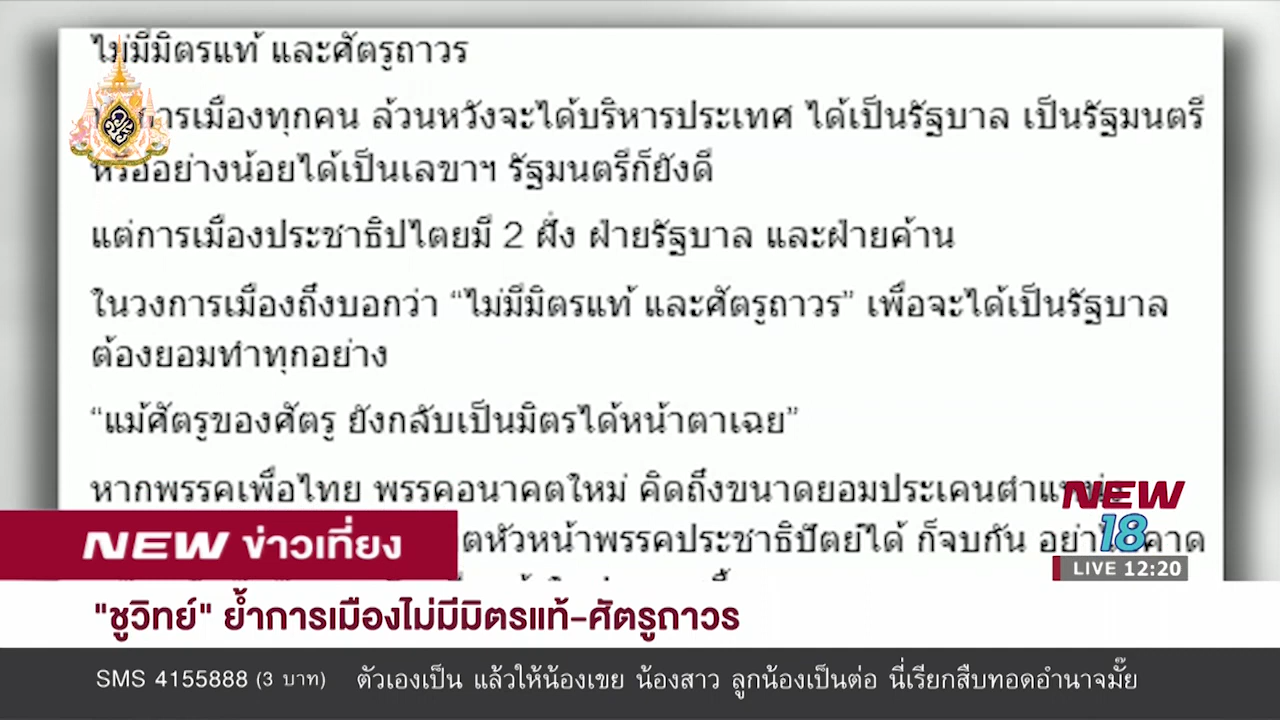 ไม่มีมิตรแท้ และศัตรูถาวร
การเมืองทุกคน ล้วนหวังจะได้บริหารประเทศ ได้เป็นรัฐบาล เป็นรัฐมนตรี
หรืออย่างน้อยได้เป็นเลขาฯ รัฐมนตรีก็ยังดี
แต่การเมืองประชาธิปไตยมี 2 ฝั่ง ฝ่ายรัฐบาล และฝ่ายค้าน
ในวงการเมืองถึงบอกว่า “ไม่มีมิตรแท้ และศัตรูถาวร” เพื่อจะได้เป็นรัฐบาล
ต้องยอมทำทุกอย่าง
“แม้ศัตรูของศัตรู ยังกลับเป็นมิตรได้หน้าตาเฉย”
หากพรรคเพื่อไทย พรรคอนาคตใหม่ คิดถึงขนาดยอมประเคนตำแหน่ง
ตหัวหน้าพรรคประชาธิปัตย์ได้ ก็จบกัน คาด
NEW 18
LIVE 12:20
NEW ข่าวเที่ยง
"ชูวิทย์" ย้ำการเมืองไม่มีมิตรแท้-ศัตรูถาวร
SMS 4155888 (3 บาท) ตัวเองเป็น แล้วให้น้องเขย น้องสาว ลูกน้องเป็นต่อ นี่เรียกสืบทอดอำนาจมั๊ย